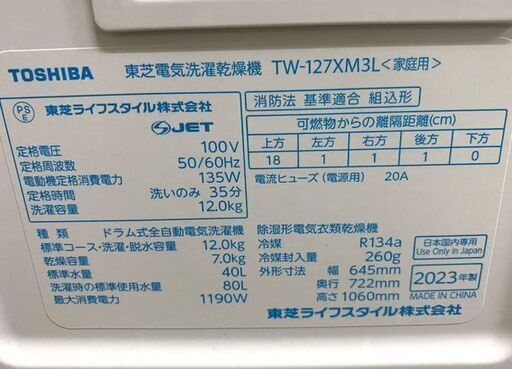 TOSHIBA 東芝電気洗濯乾燥機 TW-127XM3L<家庭用>
PSE 東芝ライフスタイル株式会社
SJET
定格電圧 100V
定格周波数 50/60Hz
電動機定格消費電力 135W
定格時間 洗いのみ 35分
洗濯容量 12.0kg
消防法 基準適合 組込形
可燃物からの離隔距離(cm)
上方 左方 右方 後方 下方
18 1 1 1 0
電流ヒューズ(電源用) 20A
種類 ドラム式全自動電気洗濯機
標準コース・洗濯・脱水容量 12.0kg
乾燥容量 7.0kg
標準水量 40L
洗濯時の標準使用水量 80L
最大消費電力 1190W
除湿形電気衣類乾燥機
冷媒 R134a
冷媒封入量 260g
外形寸法 幅 645mm
奥行 722mm
高さ 1060mm
日本国内専用
Use Only in Japan
2023年製
MADE IN CHINA
東芝ライフスタイル株式会社